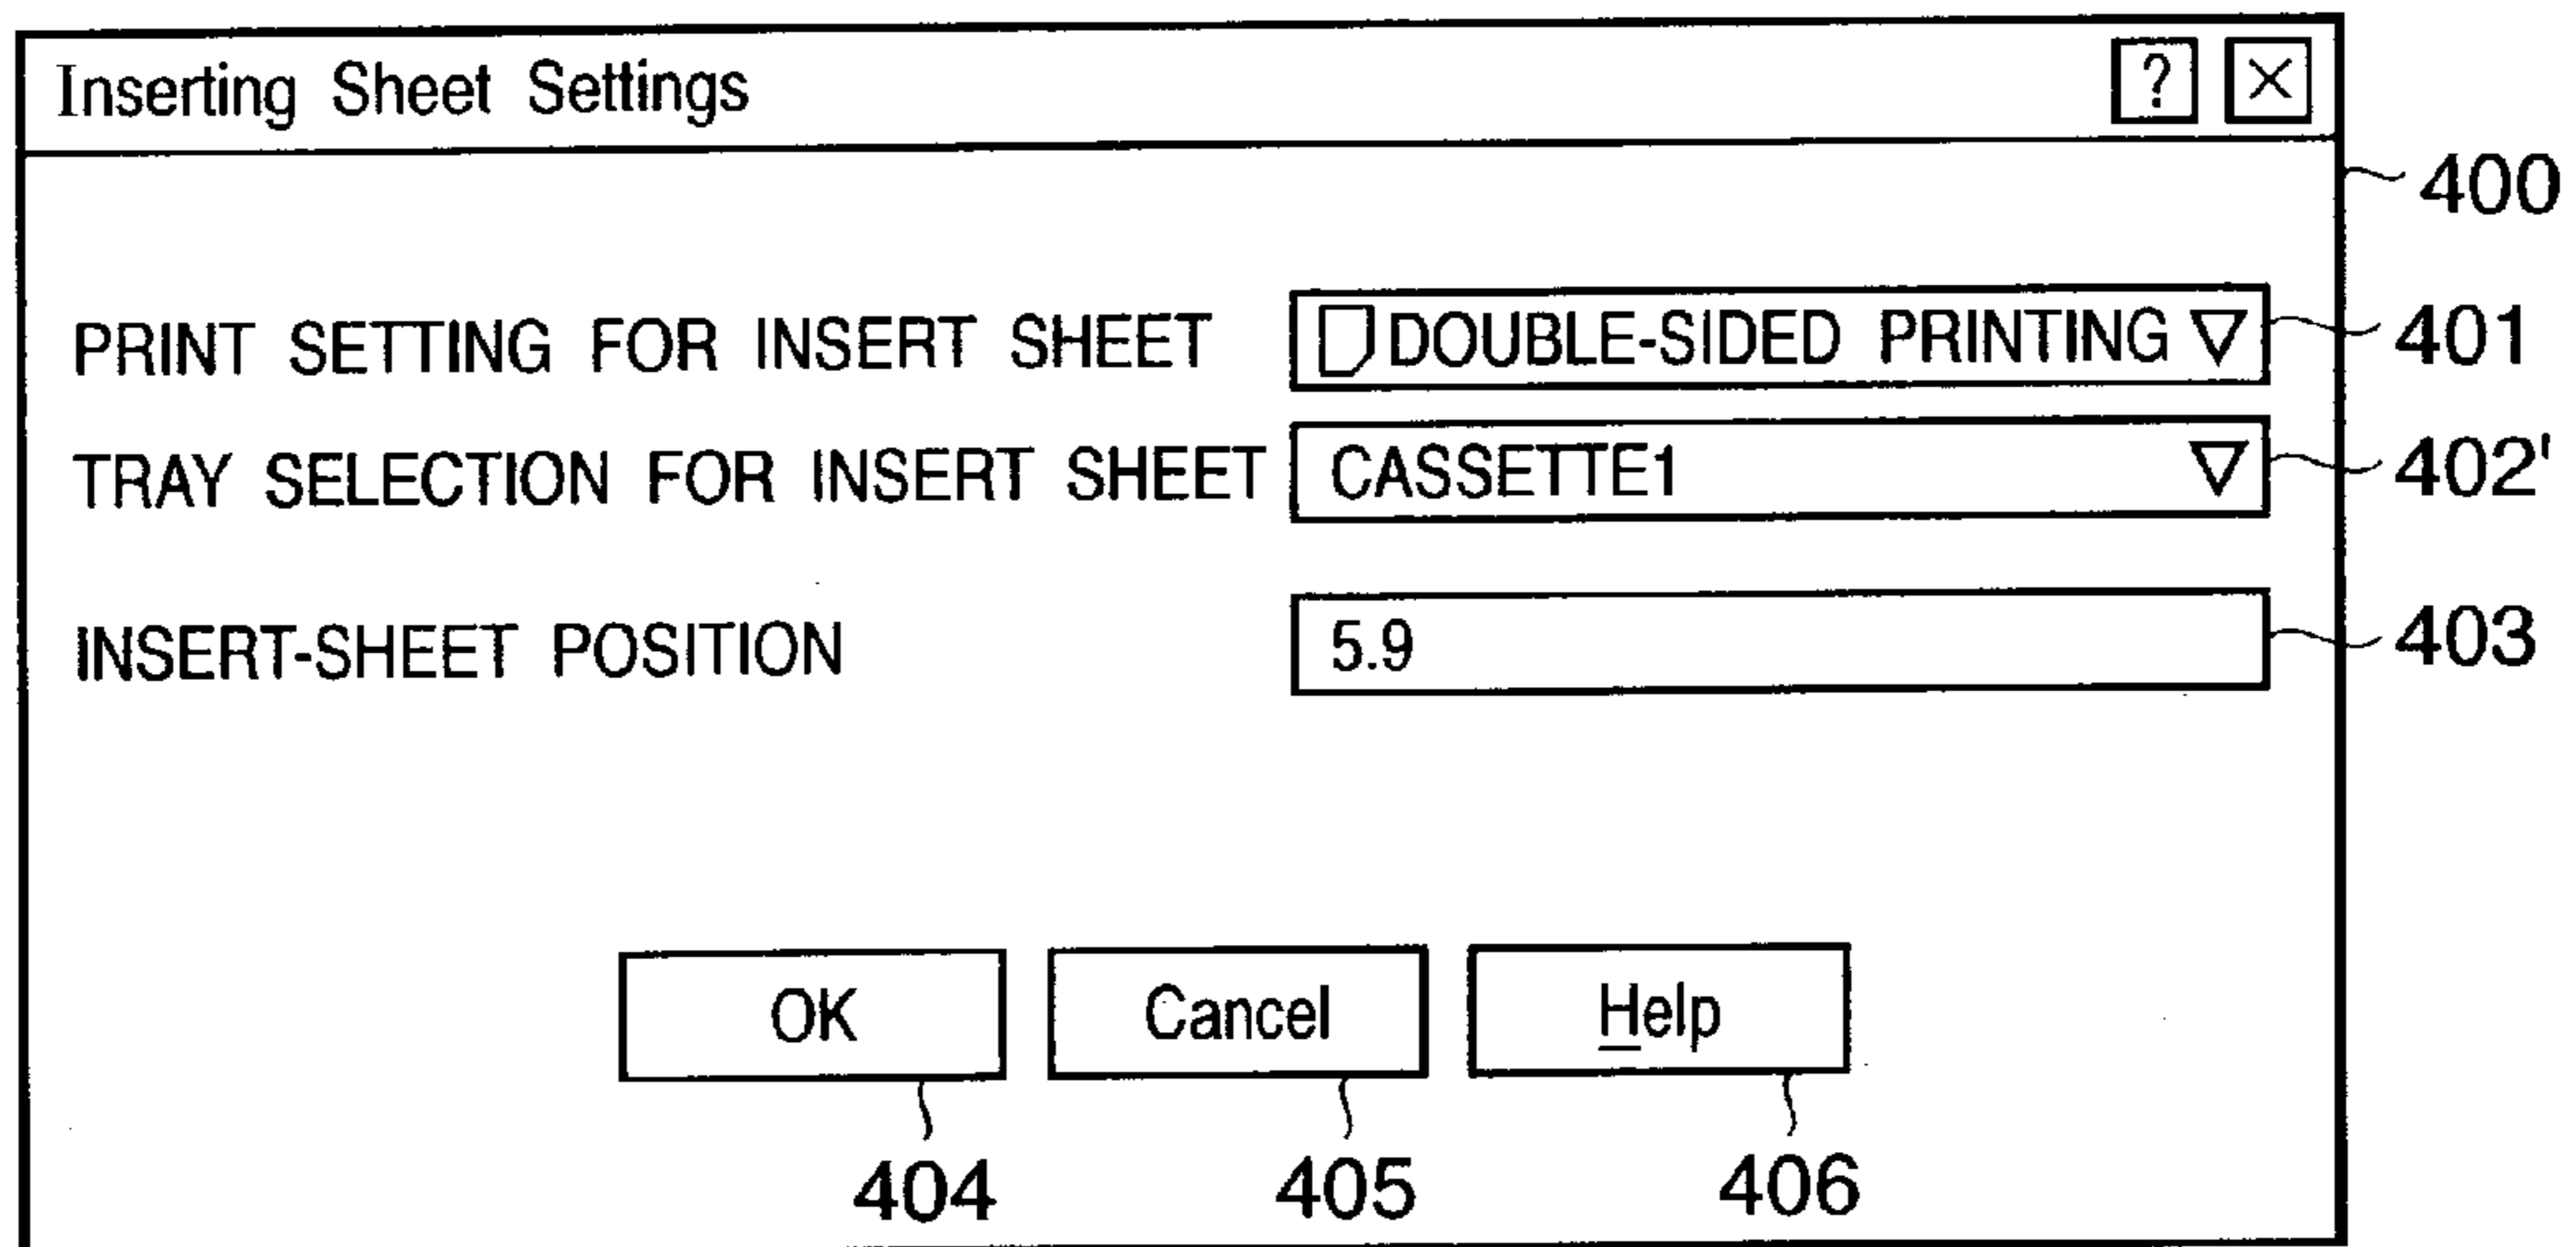 Inserting Sheet Settings ? ×
400
PRINT SETTING FOR INSERT SHEET DOUBLE-SIDED PRINTING ▽ 401
TRAY SELECTION FOR INSERT SHEET CASSETTE1 ▽ 402'
INSERT-SHEET POSITION 5.9 403
OK Cancel Help
404 405 406